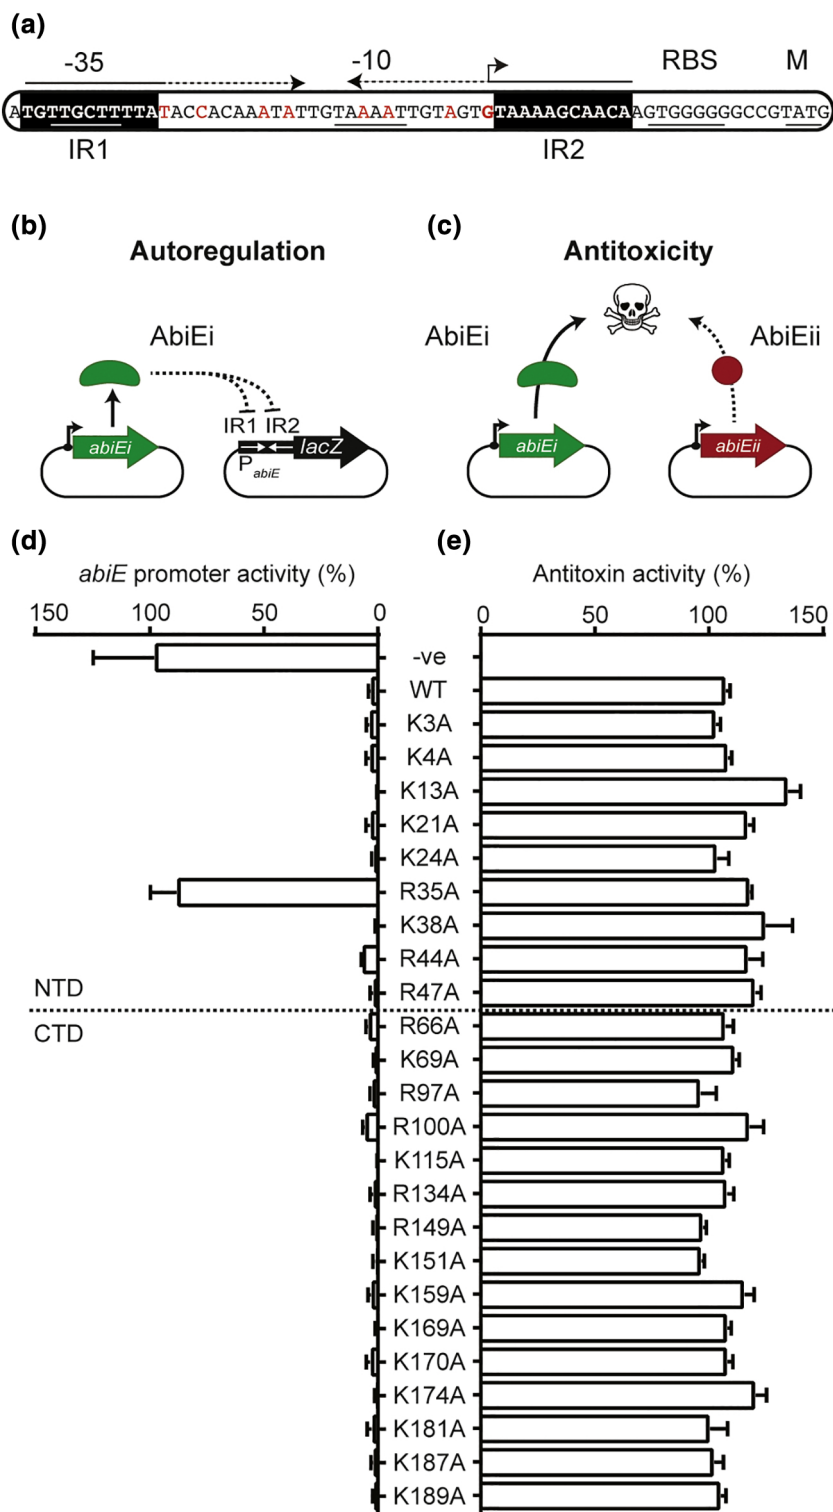 (a)
-35 -10 RBS M
ATGTTGCTTTTATACCACAAATATTGTAAAATTGTAGTGTAAAAGCAACAAGTGGGGGGCCGTATG
IR1 IR2
(b) (c)
Autoregulation Antitoxicity
AbiEi AbiEi AbiEii
IR1 IR2
abiEi lacZ abiEi abiEii
P abiE
(d) (e)
abiE promoter activity (%) Antitoxin activity (%)
150 100 50 0 0 50 100 150
-ve
WT
K3A
K4A
K13A
K21A
K24A
R35A
K38A
R44A
NTD R47A
CTD R66A
K69A
R97A
R100A
K115A
R134A
R149A
K151A
K159A
K169A
K170A
K174A
K181A
K187A
K189A